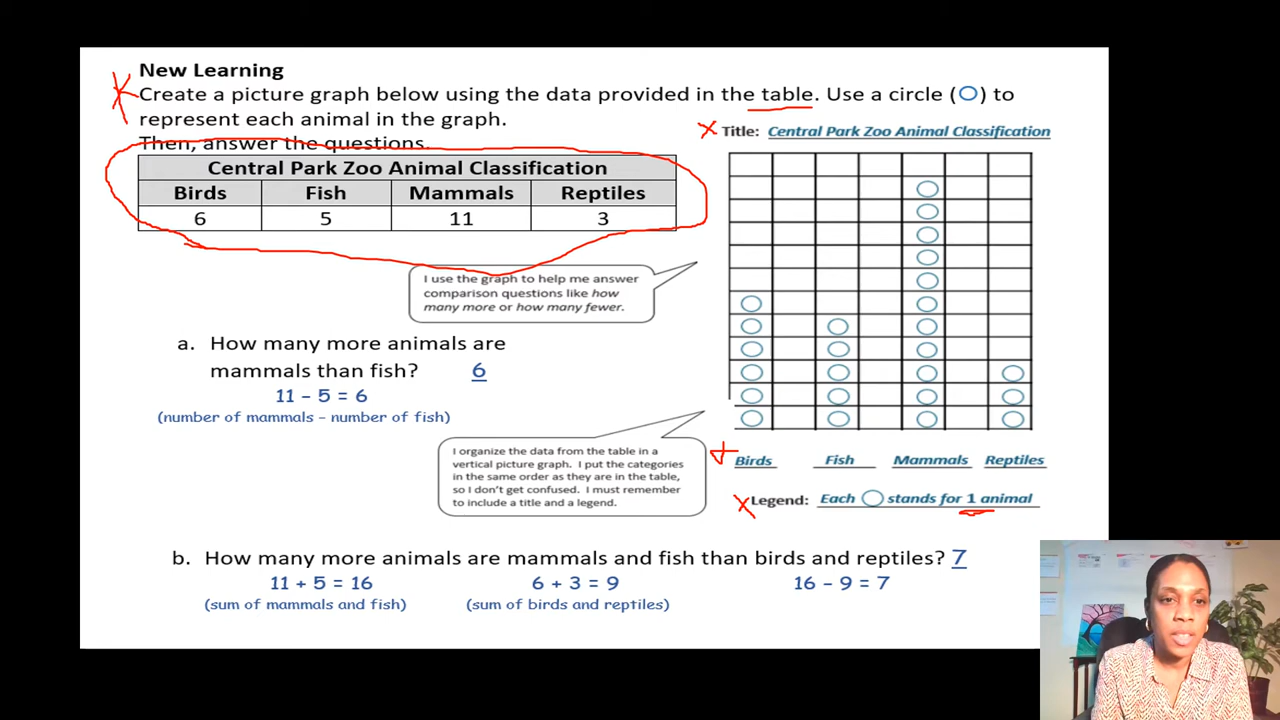 New Learning
Create a picture graph below using the data provided in the table. Use a circle (O) to
represent each animal in the graph.
Then, answer the questions.
Central Park Zoo Animal Classification
Birds Fish Mammals Reptiles
6 5 11 3
Title: Central Park Zoo Animal Classification
I use the graph to help me answer
comparison questions like how
many more or how many fewer.
a. How many more animals are
mammals than fish? 6
11 – 5 = 6
(number of mammals – number of fish)
I organize the data from the table in a
vertical picture graph. I put the categories
in the same order as they are in the table,
so I don't get confused. I must remember
to include a title and a legend.
Birds Fish Mammals Reptiles
Legend: Each ◯ stands for 1 animal
b. How many more animals are mammals and fish than birds and reptiles? 7
11 + 5 = 16 6 + 3 = 9 16 – 9 = 7
(sum of mammals and fish) (sum of birds and reptiles)